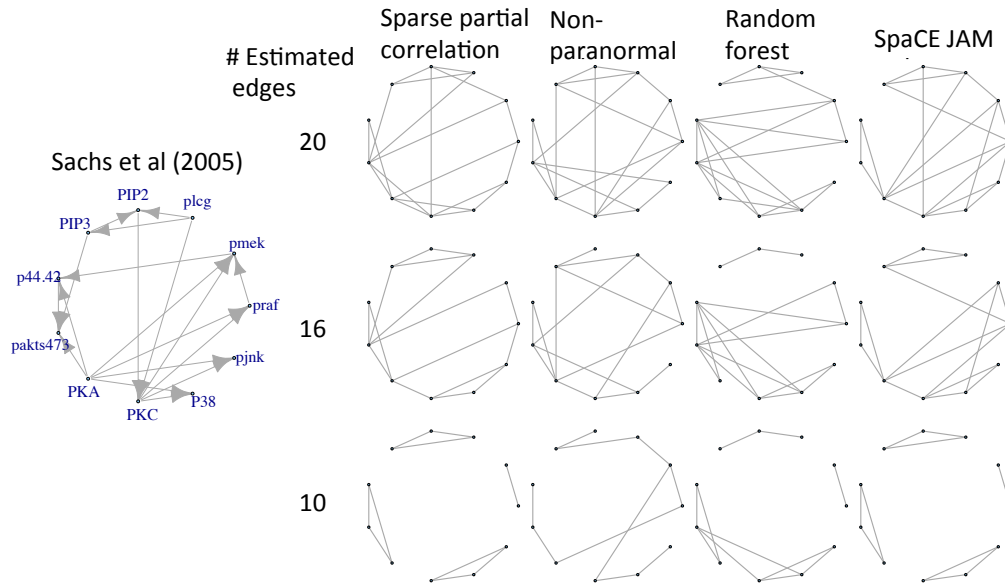 Sparse partial
correlation
Non-
paranormal
Random
forest
SpaCE JAM
# Estimated
edges
20
16
10
Sachs et al (2005)
PIP2
plcg
PIP3
pmek
p44.42
praf
pakts473
pjnk
PKA
PKC
P38